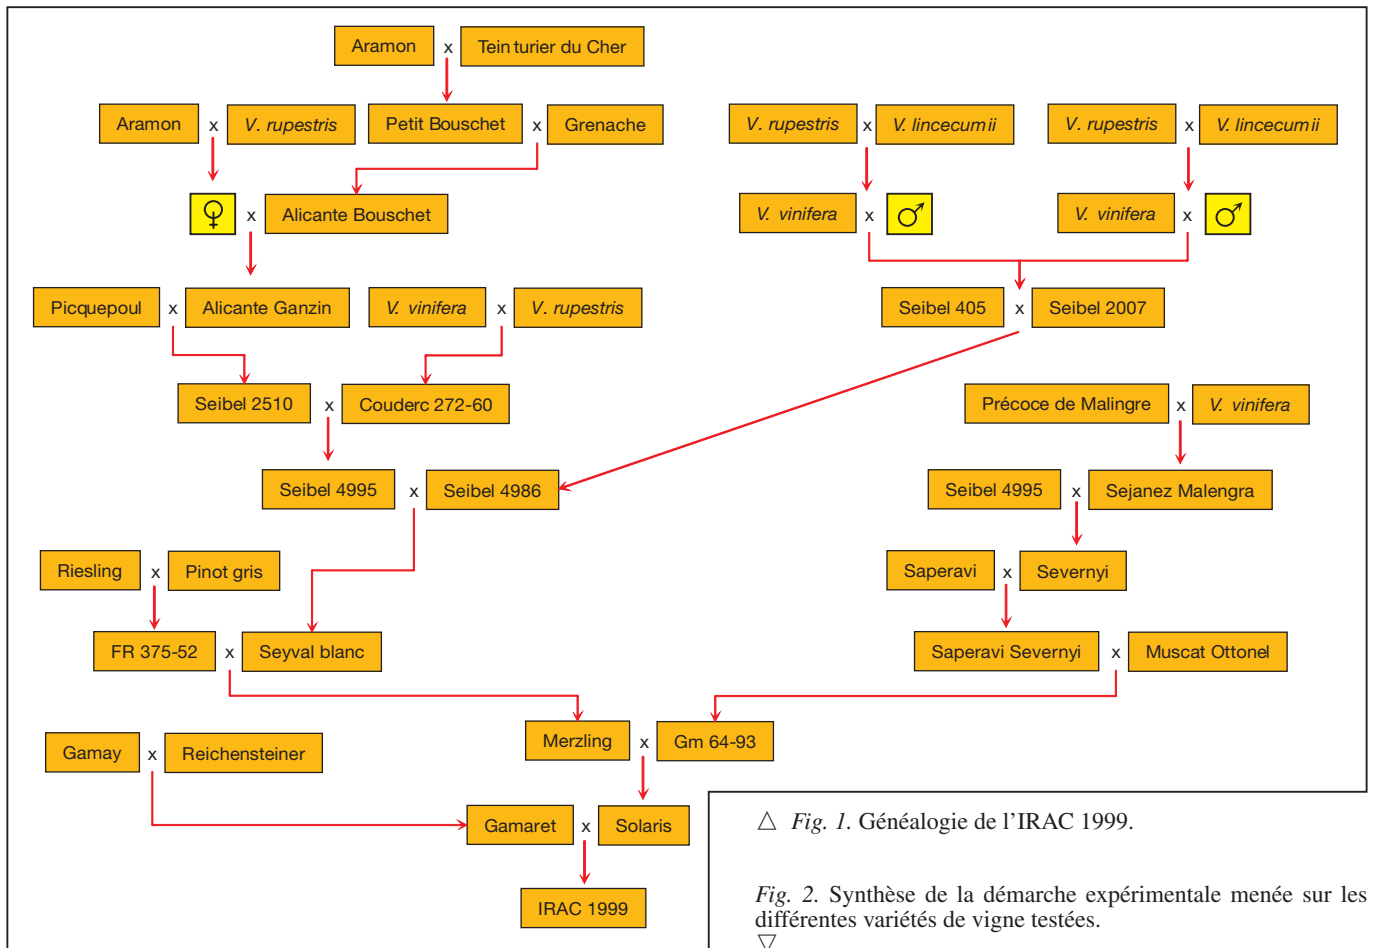 Aramon x Teinturier du Cher
Aramon x V. rupestris Petit Bouschet x Grenache V. rupestris x V. lincecumii V. rupestris x V. lincecumii
♀ x Alicante Bouschet V. vinifera x ♂ V. vinifera x ♂
Picquepoul x Alicante Ganzin V. vinifera x V. rupestris Seibel 405 x Seibel 2007
Seibel 2510 x Couderc 272-60 Précoce de Malingre x V. vinifera
Seibel 4995 x Seibel 4986 Seibel 4995 x Sejanez Malengra
Riesling x Pinot gris Saperavi x Severnyi
FR 375-52 x Seyval blanc Saperavi Severnyi x Muscat Ottonel
Merzling x Gm 64-93
Gamay x Reichensteiner
Gamaret x Solaris
IRAC 1999
△ Fig. 1. Généalogie de l'IRAC 1999.
Fig. 2. Synthèse de la démarche expérimentale menée sur les
différentes variétés de vigne testées.
▽